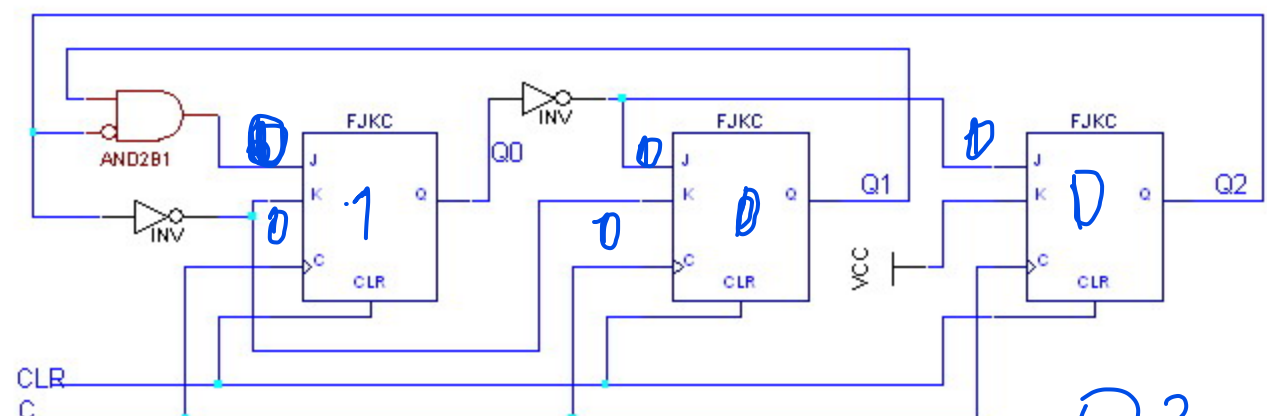 FJKC FJKC FJKC
INV
0 J Q0 0 J 0 J
AND2B1
K 1 Q K 0 Q Q1 K 0 Q Q2
INV 0 0
C C VCC C
CLR CLR CLR
CLR
C